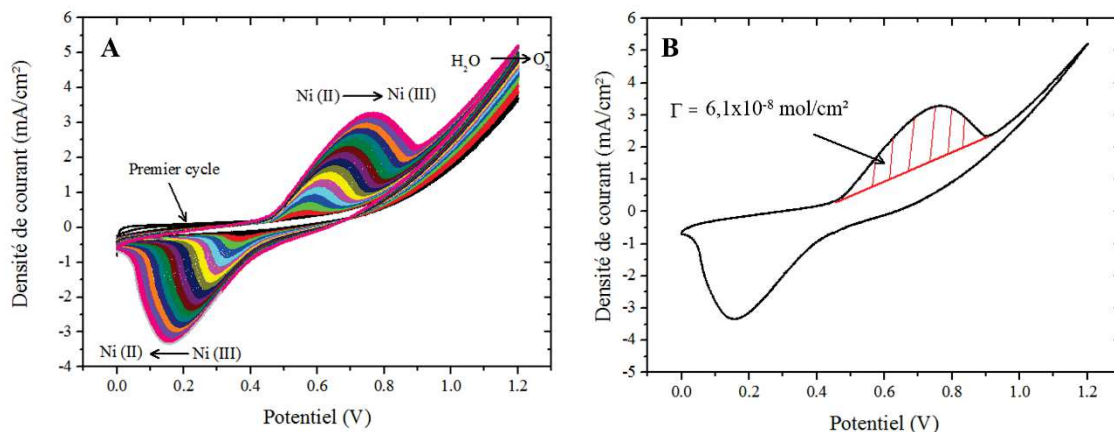 A
Densité de courant (mA/cm²)
5
4
3
2
1
0
-1
-2
-3
-4
H₂O → O₂
Ni (II) → Ni (III)
Premier cycle
Ni (II) ← Ni (III)
0.0 0.2 0.4 0.6 0.8 1.0 1.2
Potentiel (V)
B
Densité de courant (mA/cm²)
6
5
4
3
2
1
0
-1
-2
-3
-4
-5
Γ = 6,1x10⁻⁸ mol/cm²
0.0 0.2 0.4 0.6 0.8 1.0 1.2
Potentiel (V)